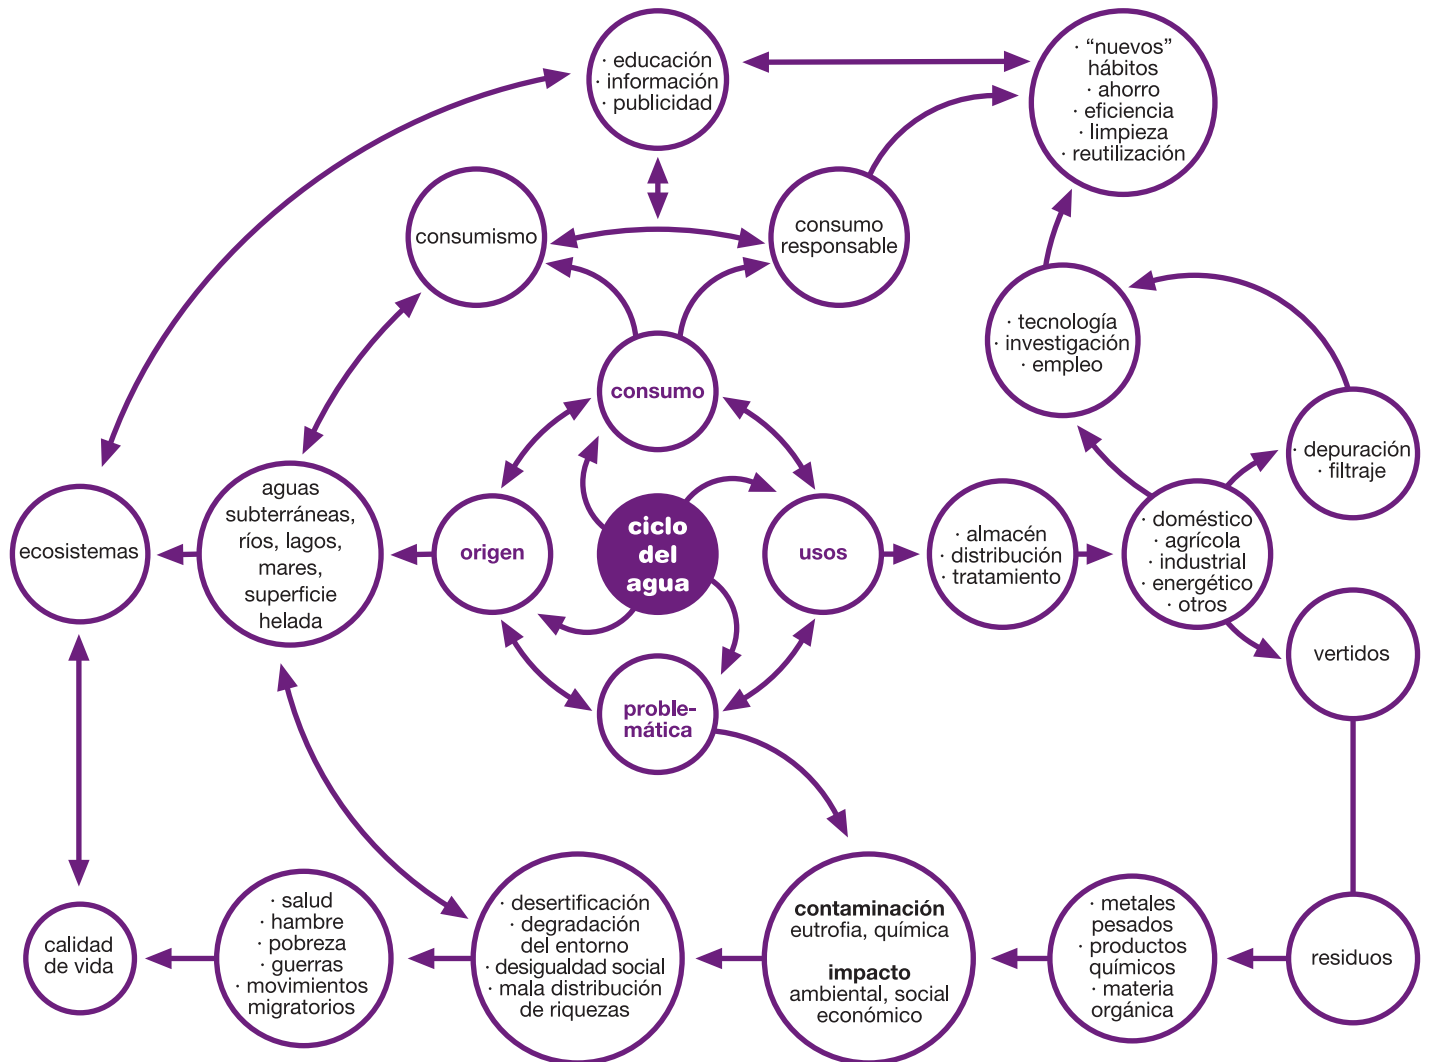 · educación
· información
· publicidad
· “nuevos”
hábitos
· ahorro
· eficiencia
· limpieza
· reutilización
consumismo
consumo
responsable
· tecnología
· investigación
· empleo
consumo
· depuración
· filtraje
ecosistemas
aguas
subterráneas,
ríos, lagos,
mares,
superficie
helada
origen
ciclo
del
agua
usos
· almacén
· distribución
· tratamiento
· doméstico
· agrícola
· industrial
· energético
· otros
vertidos
proble-
mática
calidad
de vida
· salud
· hambre
· pobreza
· guerras
· movimientos
migratorios
· desertificación
· degradación
del entorno
· desigualdad social
· mala distribución
de riquezas
contaminación
eutrofia, química
impacto
ambiental, social
económico
· metales
pesados
· productos
químicos
· materia
orgánica
residuos